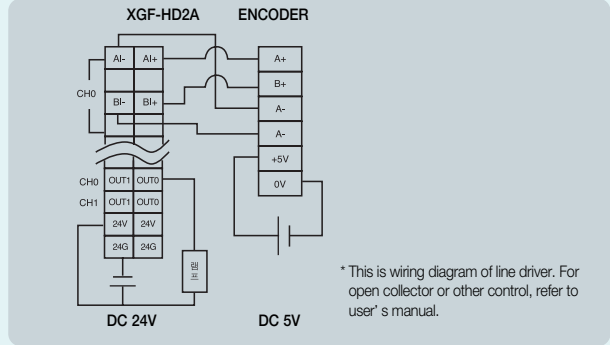 XGF-HD2A ENCODER
AI- AI+ A+
B+
CH0 BI- BI+ A-
A-
+5V
CH0 OUT1 OUT0 0V
CH1 OUT1 OUT0
24V 24V
24G 24G 램프
* This is wiring diagram of line driver. For
open collector or other control, refer to
user' s manual.
DC 24V DC 5V